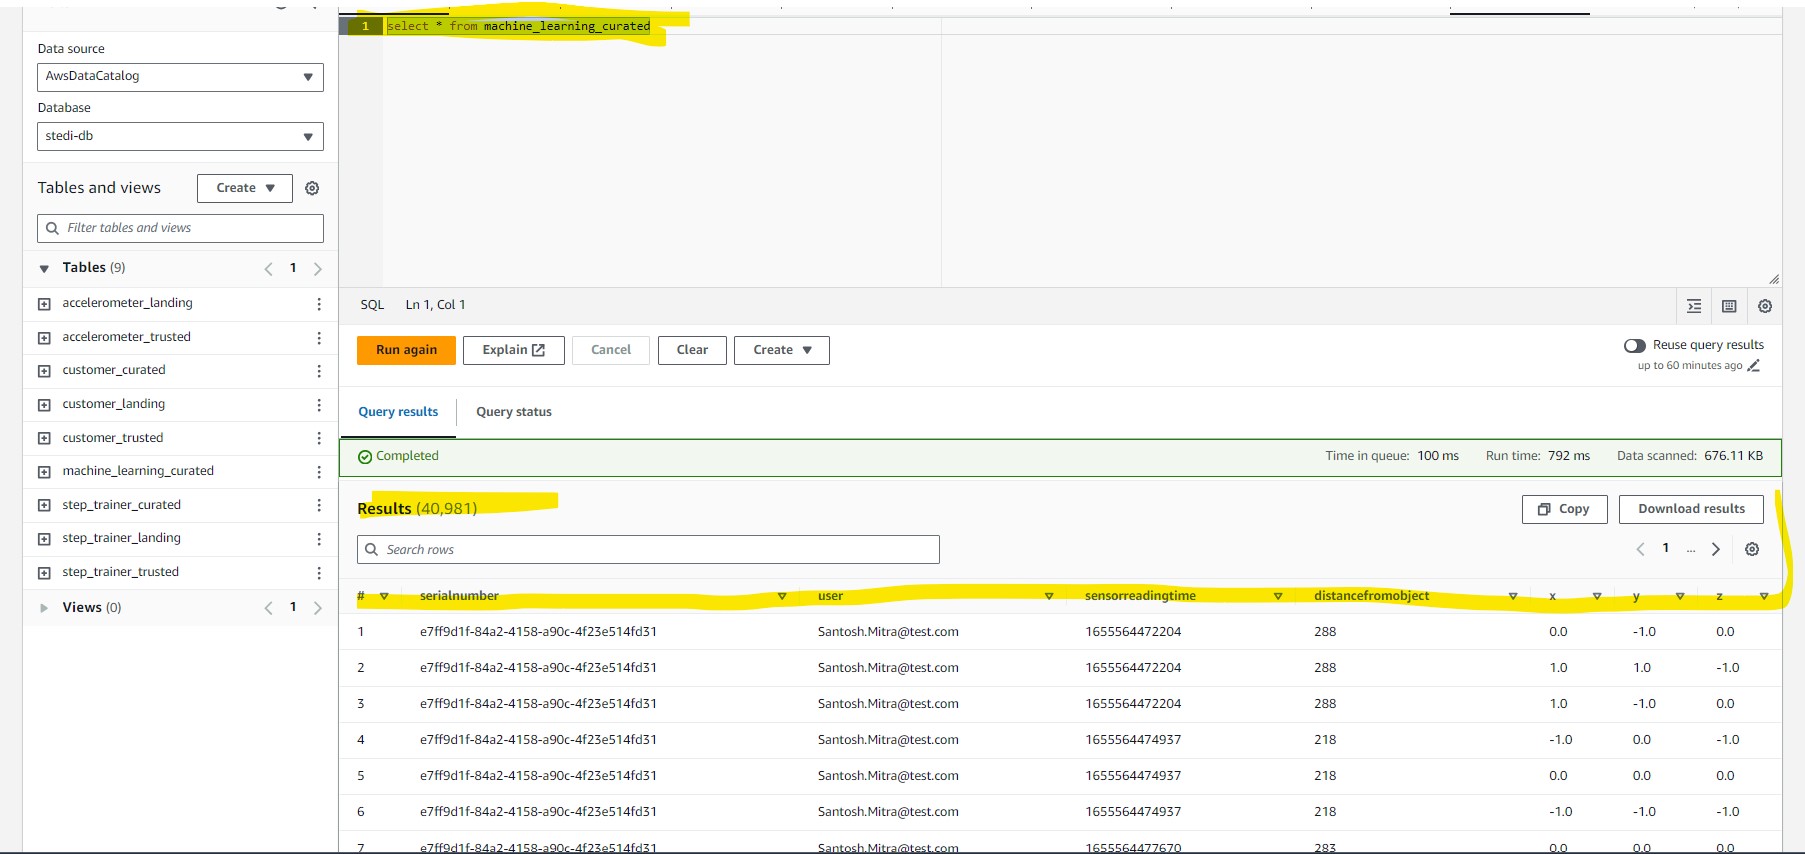 1 select * from machine_learning_curated
Data source
AwsDataCatalog
Database
stedi-db
Tables and views Create
Filter tables and views
Tables (9) 1
accelerometer_landing
accelerometer_trusted
customer_curated
customer_landing
customer_trusted
machine_learning_curated
step_trainer_curated
step_trainer_landing
step_trainer_trusted
Views (0) 1
SQL Ln 1, Col 1
Run again Explain Cancel Clear Create
Reuse query results
up to 60 minutes ago
Query results Query status
Completed Time in queue: 100 ms Run time: 792 ms Data scanned: 676.11 KB
Results (40,981) Copy Download results
Search rows 1 ...
# serialnumber user sensorreadingtime distancefromobject x y z
1 e7ff9d1f-84a2-4158-a90c-4f23e514fd31 Santosh.Mitra@test.com 1655564472204 288 0.0 -1.0 0.0
2 e7ff9d1f-84a2-4158-a90c-4f23e514fd31 Santosh.Mitra@test.com 1655564472204 288 1.0 1.0 -1.0
3 e7ff9d1f-84a2-4158-a90c-4f23e514fd31 Santosh.Mitra@test.com 1655564472204 288 1.0 -1.0 0.0
4 e7ff9d1f-84a2-4158-a90c-4f23e514fd31 Santosh.Mitra@test.com 1655564474937 218 -1.0 0.0 -1.0
5 e7ff9d1f-84a2-4158-a90c-4f23e514fd31 Santosh.Mitra@test.com 1655564474937 218 0.0 0.0 0.0
6 e7ff9d1f-84a2-4158-a90c-4f23e514fd31 Santosh.Mitra@test.com 1655564474937 218 -1.0 -1.0 -1.0
7 e7ff9d1f-84a2-4158-a90c-4f23e514fd31 Santosh.Mitra@test.com 1655564477670 283 0.0 0.0 0.0